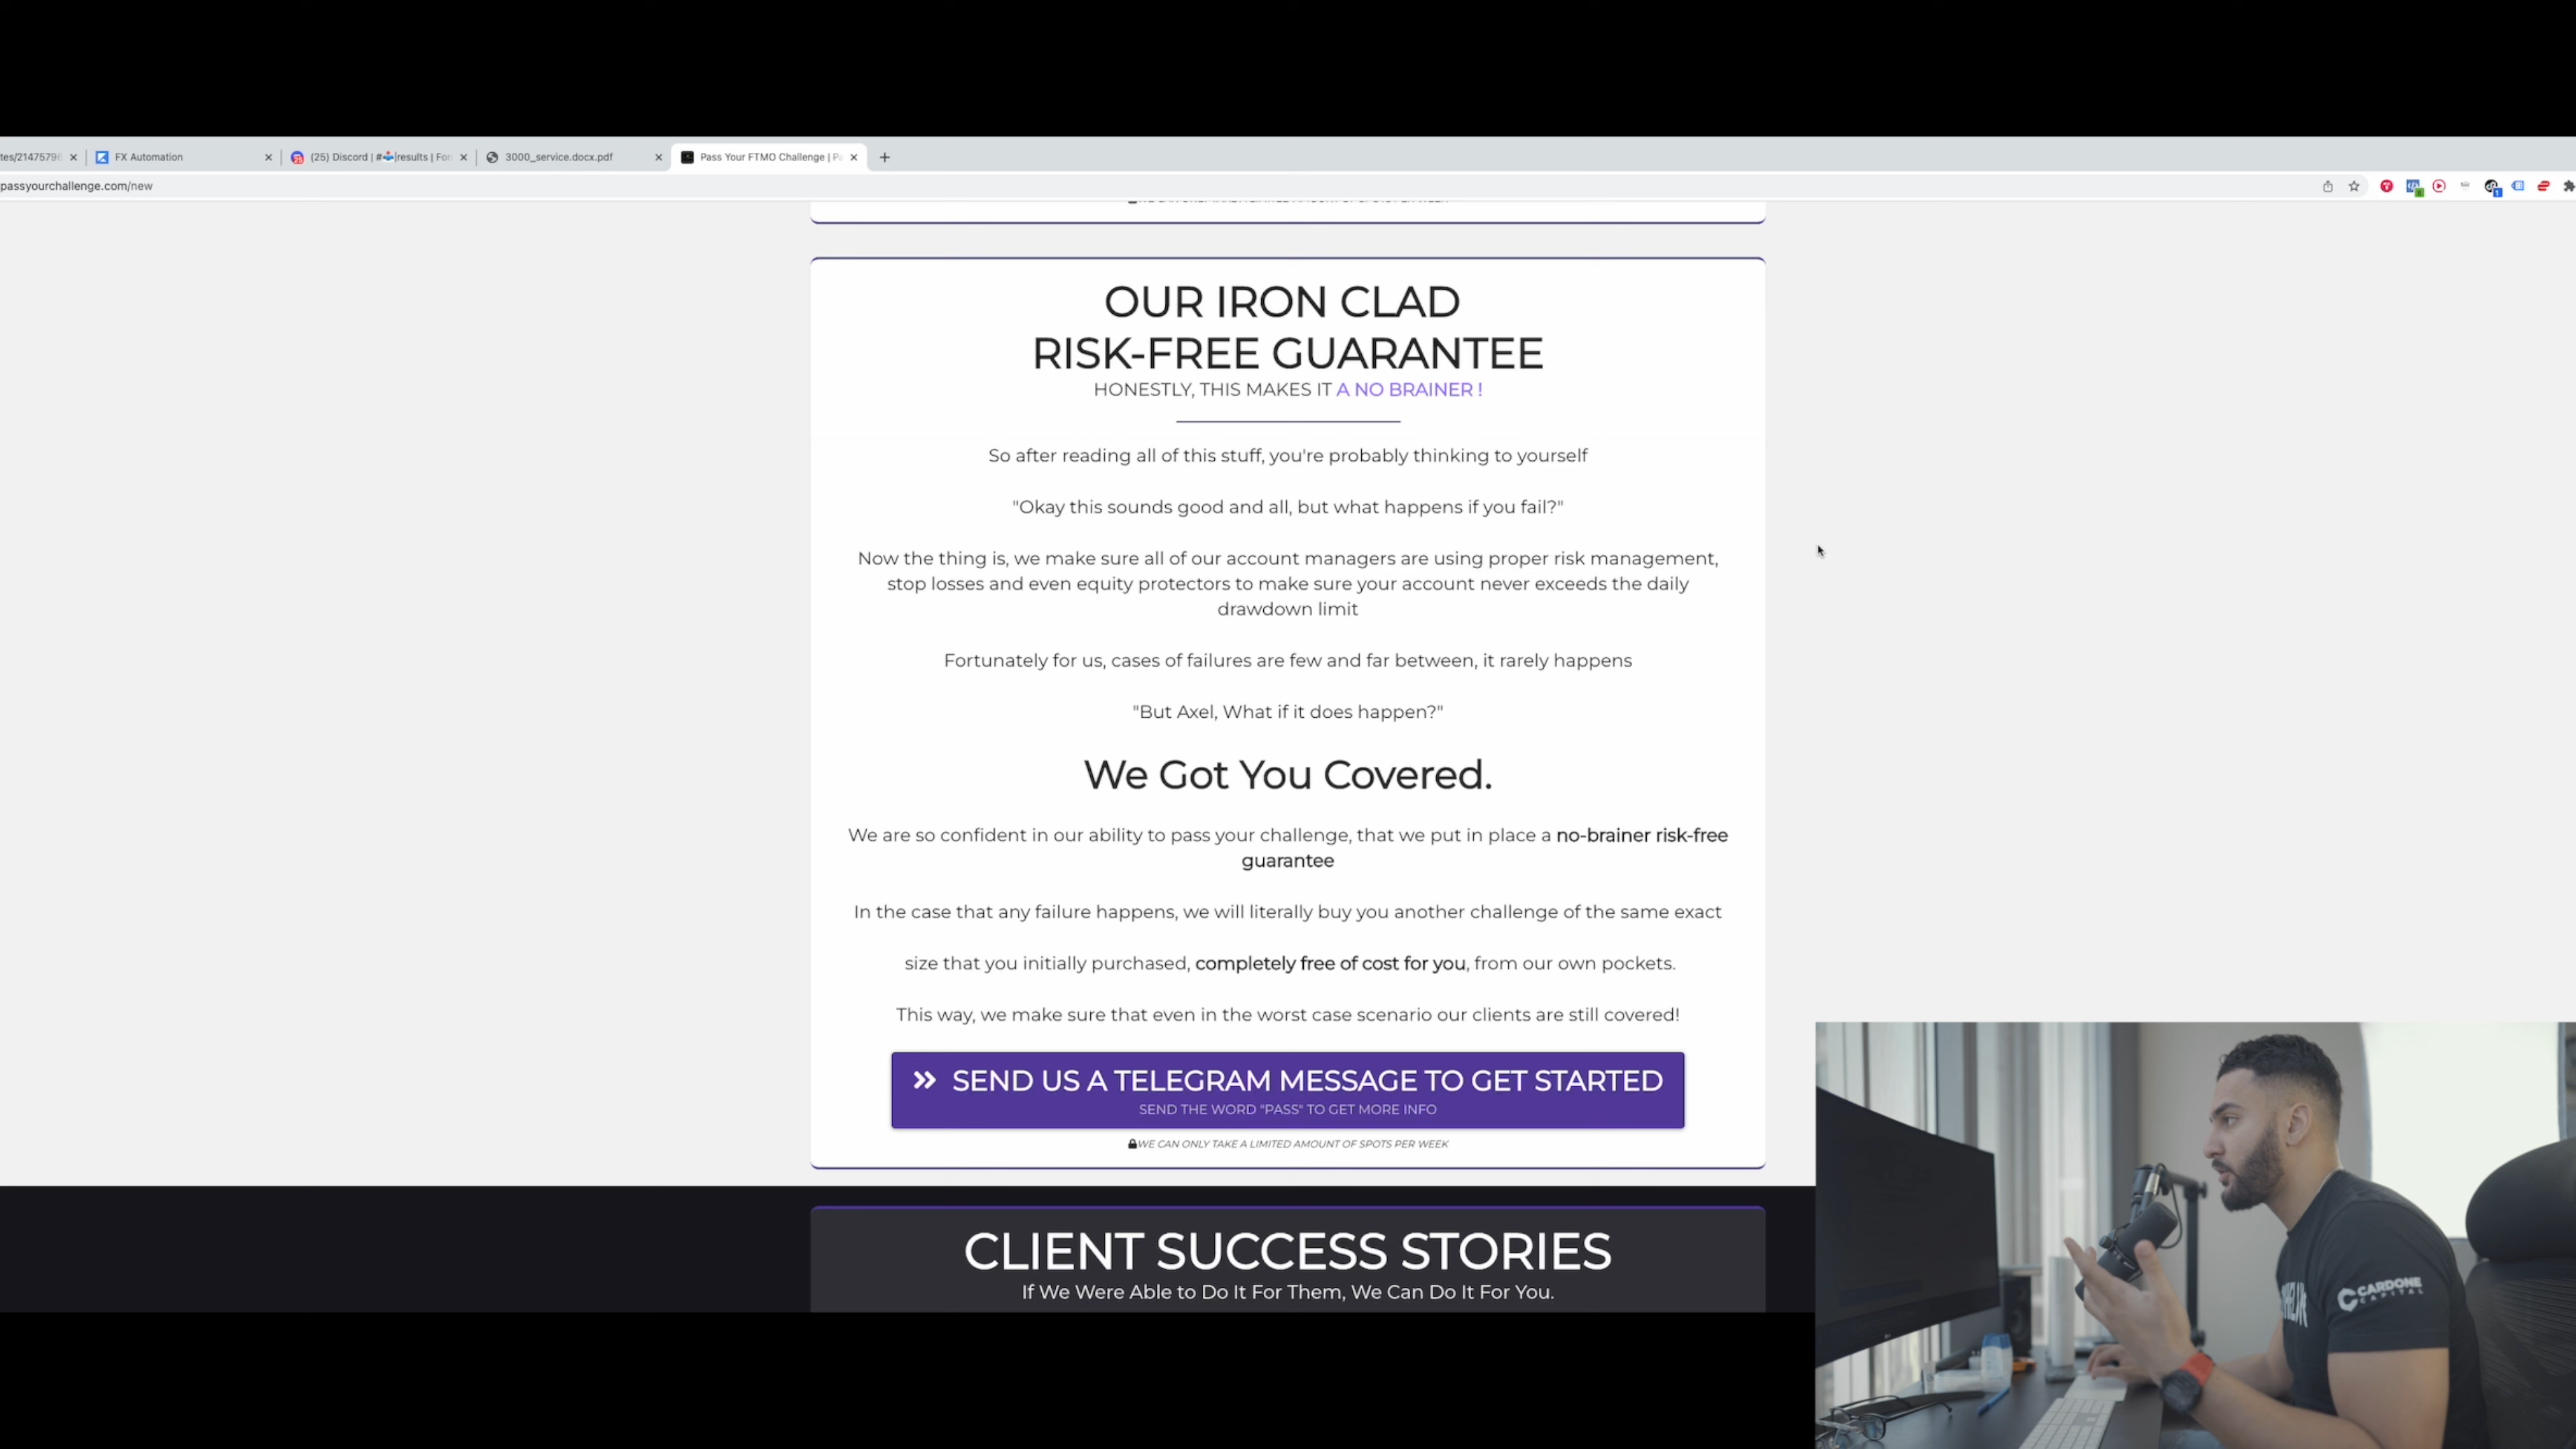 tes/21475796
FX Automation
(25) Discord | #📥|results | For
3000_service.docx.pdf
Pass Your FTMO Challenge | Pa
passyourchallenge.com/new
OUR IRON CLAD
RISK-FREE GUARANTEE
HONESTLY, THIS MAKES IT A NO BRAINER !
So after reading all of this stuff, you're probably thinking to yourself
"Okay this sounds good and all, but what happens if you fail?"
Now the thing is, we make sure all of our account managers are using proper risk management,
stop losses and even equity protectors to make sure your account never exceeds the daily
drawdown limit
Fortunately for us, cases of failures are few and far between, it rarely happens
"But Axel, What if it does happen?"
We Got You Covered.
We are so confident in our ability to pass your challenge, that we put in place a no-brainer risk-free
guarantee
In the case that any failure happens, we will literally buy you another challenge of the same exact
size that you initially purchased, completely free of cost for you, from our own pockets.
This way, we make sure that even in the worst case scenario our clients are still covered!
SEND US A TELEGRAM MESSAGE TO GET STARTED
SEND THE WORD "PASS" TO GET MORE INFO
WE CAN ONLY TAKE A LIMITED AMOUNT OF SPOTS PER WEEK
CLIENT SUCCESS STORIES
If We Were Able to Do It For Them, We Can Do It For You.
CARDONE
CAPITAL